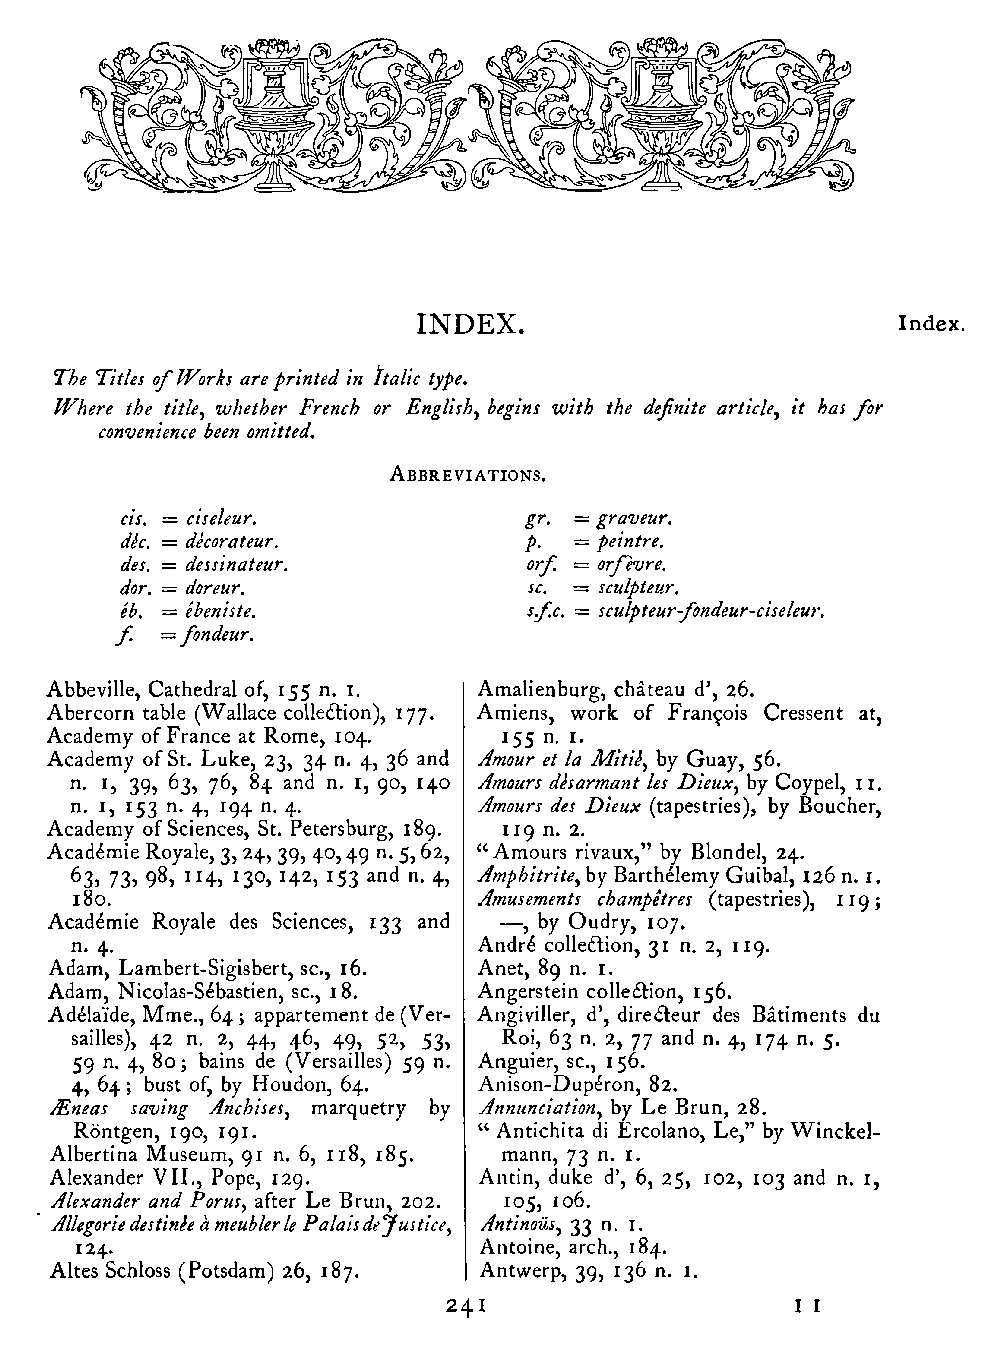 INDEX.
Index.
The Titles of Works are printed in Italic type.
Where the title, whether French or English, begins with the definite article, it has for
convenience been omitted.
ABBREVIATIONS.
cis. = ciseleur.
dèc. = dècorateur.
des. = dessinateur.
dor. = doreur.
éb. = ébeniste.
f. = fondeur.
gr. = graveur.
p. = peintre.
orf. = orfèvre.
sc. = sculpteur.
s.f.c. = sculpteur-fondeur-ciseleur.
Abbeville, Cathedral of, 155 n. 1.
Abercorn table (Wallace collection), 177.
Academy of France at Rome, 104.
Academy of St. Luke, 23, 34 n. 4, 36 and
n. 1, 39, 63, 76, 84 and n. 1, 90, 140
n. 1, 153 n. 4, 194 n. 4.
Academy of Sciences, St. Petersburg, 189.
Académie Royale, 3, 24, 39, 40, 49 n. 5, 62,
63, 73, 98, 114, 130, 142, 153 and n. 4,
180.
Académie Royale des Sciences, 133 and
n. 4.
Adam, Lambert-Sigisbert, sc., 16.
Adam, Nicolas-Sébastien, sc., 18.
Adélaïde, Mme., 64; appartement de (Ver-
sailles), 42 n. 2, 44, 46, 49, 52, 53,
59 n. 4, 80; bains de (Versailles) 59 n.
4, 64; bust of, by Houdon, 64.
Æneas saving Anchises, marquetry by
Röntgen, 190, 191.
Albertina Museum, 91 n. 6, 118, 185.
Alexander VII., Pope, 129.
Alexander and Porus, after Le Brun, 202.
Allegorie destinèe à meubler le Palais de Justice,
124.
Altes Schloss (Potsdam) 26, 187.
Amalienburg, château d', 26.
Amiens, work of François Cressent at,
155 n. 1.
Amour et la Mitiè, by Guay, 56.
Amours dèsarmant les Dieux, by Coypel, 11.
Amours des Dieux (tapestries), by Boucher,
119 n. 2.
“Amours rivaux,” by Blondel, 24.
Amphitrite, by Barthélemy Guibal, 126 n. 1.
Amusements champêtres (tapestries), 119;
—, by Oudry, 107.
André collection, 31 n. 2, 119.
Anet, 89 n. 1.
Angerstein collection, 156.
Angiviller, d', directeur des Bâtiments du
Roi, 63 n. 2, 77 and n. 4, 174 n. 5.
Anguier, sc., 156.
Anison-Dupéron, 82.
Annunciation, by Le Brun, 28.
“Antichita di Ercolano, Le,” by Winckel-
mann, 73 n. 1.
Antin, duke d', 6, 25, 102, 103 and n. 1,
105, 106.
Antinoüs, 33 n. 1.
Antoine, arch., 184.
Antwerp, 39, 136 n. 1.
241
I I